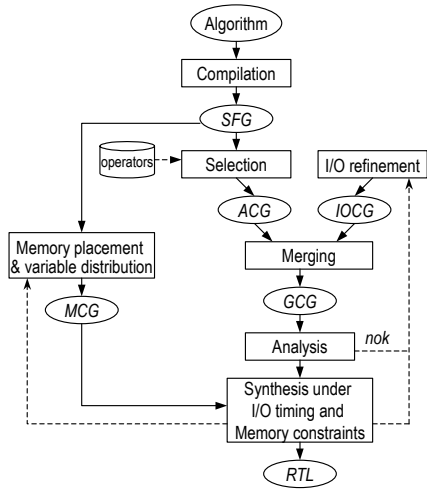 Algorithm
Compilation
SFG
operators
Selection
I/O refinement
ACG
IOCG
Memory placement
& variable distribution
Merging
MCG
GCG
Analysis
nok
Synthesis under
I/O timing and
Memory constraints
RTL